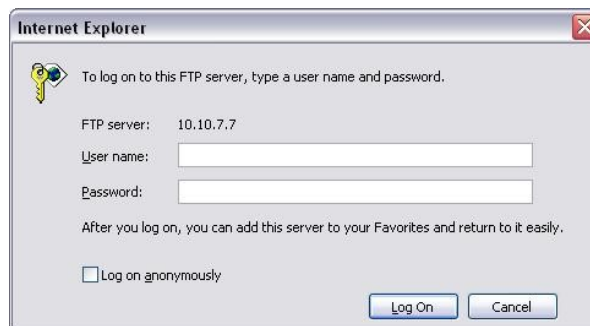 Internet Explorer
To log on to this FTP server, type a user name and password.
FTP server: 10.10.7.7
User name:
Password:
After you log on, you can add this server to your Favorites and return to it easily.
Log on anonymously
Log On Cancel